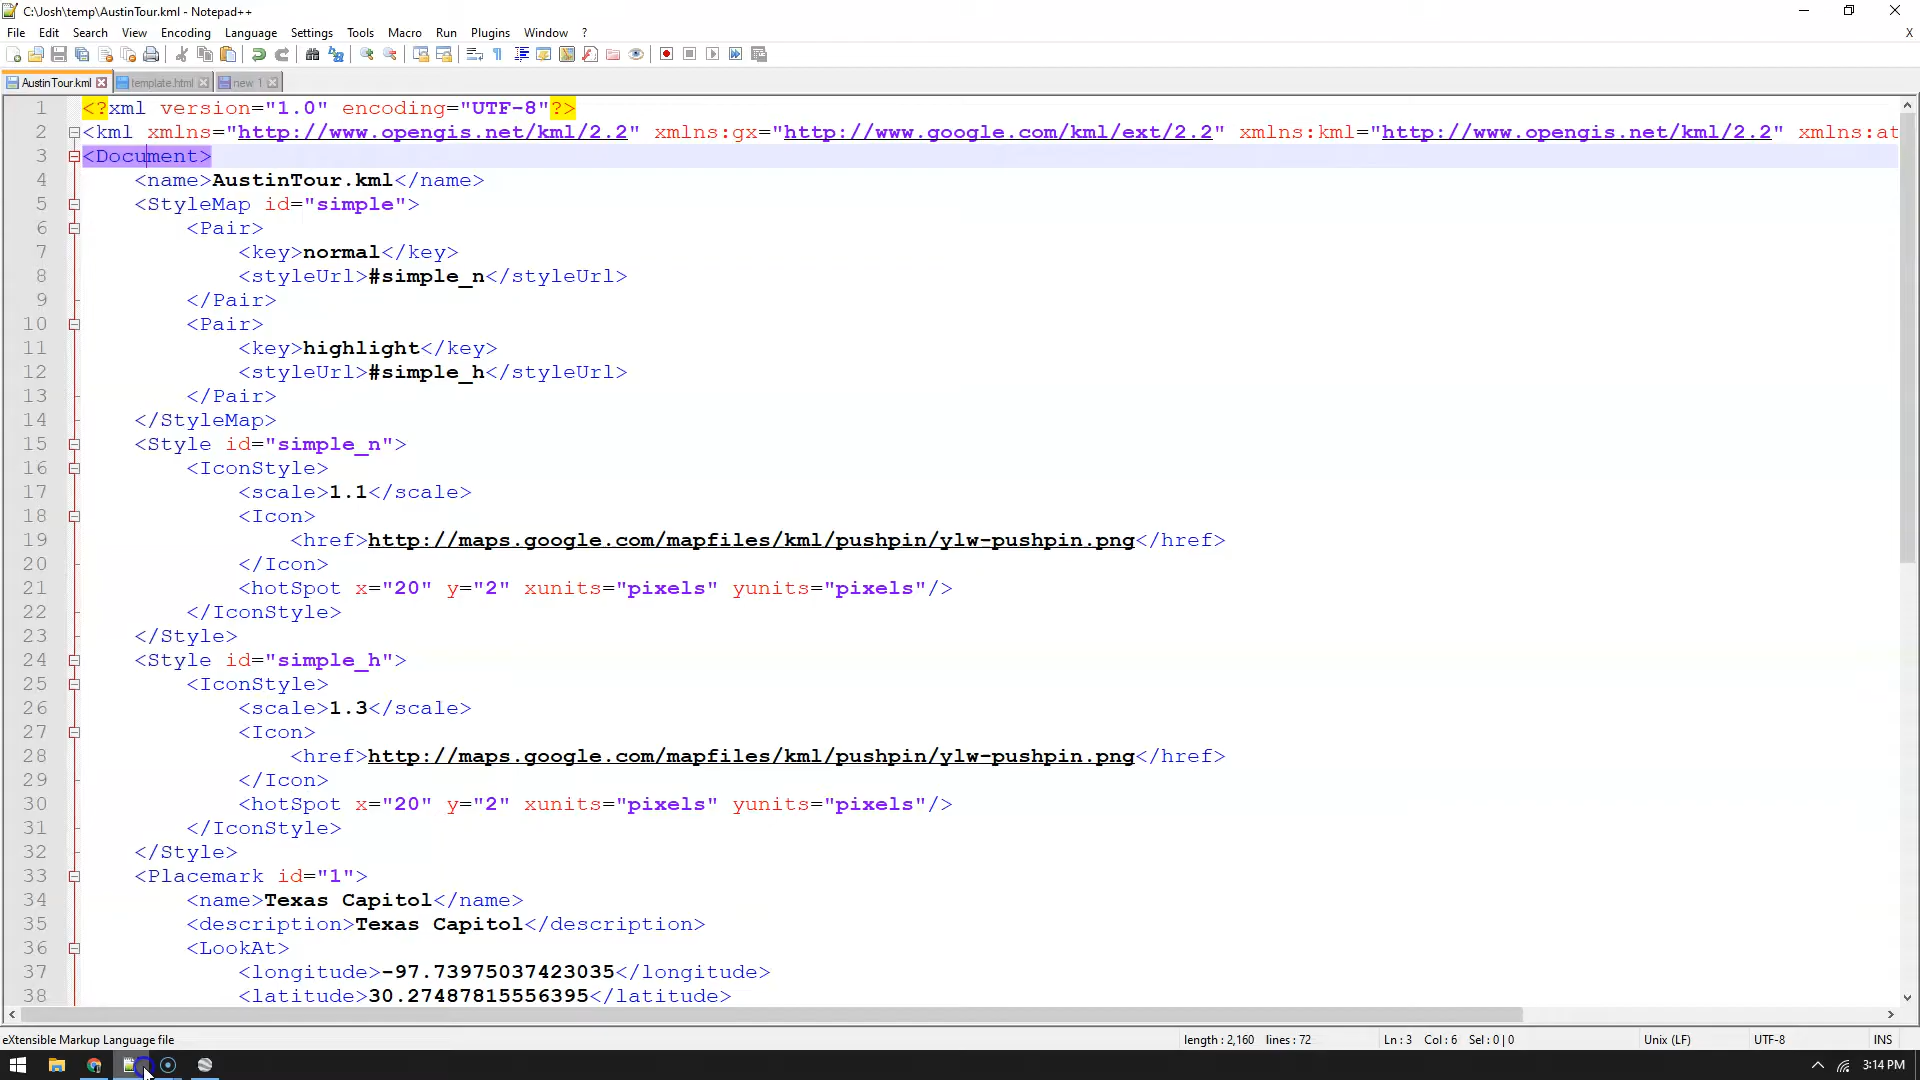 C:\Josh\temp\AustinTour.kml - Notepad++
File Edit Search View Encoding Language Settings Tools Macro Run Plugins Window ? X
AustinTour.kml template.html new 1
1 <?xml version="1.0" encoding="UTF-8"?>
2 <kml xmlns="http://www.opengis.net/kml/2.2" xmlns:gx="http://www.google.com/kml/ext/2.2" xmlns:kml="http://www.opengis.net/kml/2.2" xmlns:at
3 <Document>
4 <name>AustinTour.kml</name>
5 <StyleMap id="simple">
6 <Pair>
7 <key>normal</key>
8 <styleUrl>#simple_n</styleUrl>
9 </Pair>
10 <Pair>
11 <key>highlight</key>
12 <styleUrl>#simple_h</styleUrl>
13 </Pair>
14 </StyleMap>
15 <Style id="simple_n">
16 <IconStyle>
17 <scale>1.1</scale>
18 <Icon>
19 <href>http://maps.google.com/mapfiles/kml/pushpin/ylw-pushpin.png</href>
20 </Icon>
21 <hotSpot x="20" y="2" xunits="pixels" yunits="pixels"/>
22 </IconStyle>
23 </Style>
24 <Style id="simple_h">
25 <IconStyle>
26 <scale>1.3</scale>
27 <Icon>
28 <href>http://maps.google.com/mapfiles/kml/pushpin/ylw-pushpin.png</href>
29 </Icon>
30 <hotSpot x="20" y="2" xunits="pixels" yunits="pixels"/>
31 </IconStyle>
32 </Style>
33 <Placemark id="1">
34 <name>Texas Capitol</name>
35 <description>Texas Capitol</description>
36 <LookAt>
37 <longitude>-97.73975037423035</longitude>
38 <latitude>30.27487815556395</latitude>
eXtensible Markup Language file length : 2,160 lines : 72 Ln : 3 Col : 6 Sel : 0 | 0 Unix (LF) UTF-8 INS
3:14 PM